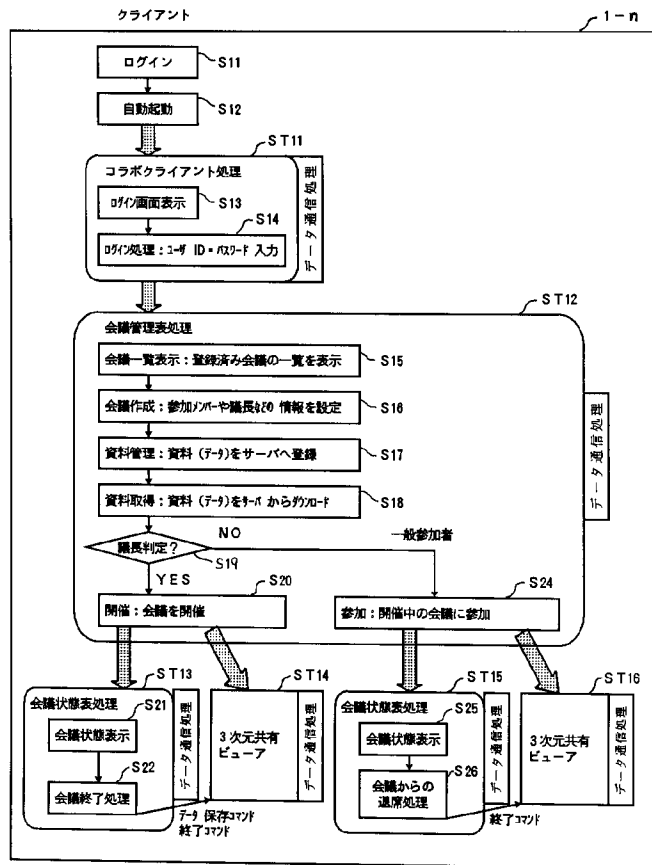 クライアント
1-n
ログイン
S11
自動起動
S12
ST11
コラボクライアント処理
データ通信処理
ログイン画面表示
S13
S14
ログイン処理：ユーザ ID＝パスワード 入力
ST12
会議管理表処理
会議一覧表示：登録済み会議の一覧を表示
S15
会議作成：参加メンバーや議長などの 情報を設定
S16
資料管理：資料（データ）をサーバへ登録
S17
資料取得：資料（データ）をサーバ からダウンロード
S18
データ通信処理
議長判定？
S19
NO
一般参加者
YES
S20
開催：会議を開催
S24
参加：開催中の会議に参加
ST13
会議状態表処理
S21
会議状態表示
S22
会議終了処理
データ通信処理
データ 保存コマンド
終了コマンド
ST14
3次元共有
ビューア
データ通信処理
ST15
会議状態表処理
S25
会議状態表示
S26
会議からの
退席処理
データ通信処理
終了コマンド
ST16
3次元共有
ビューア
データ通信処理